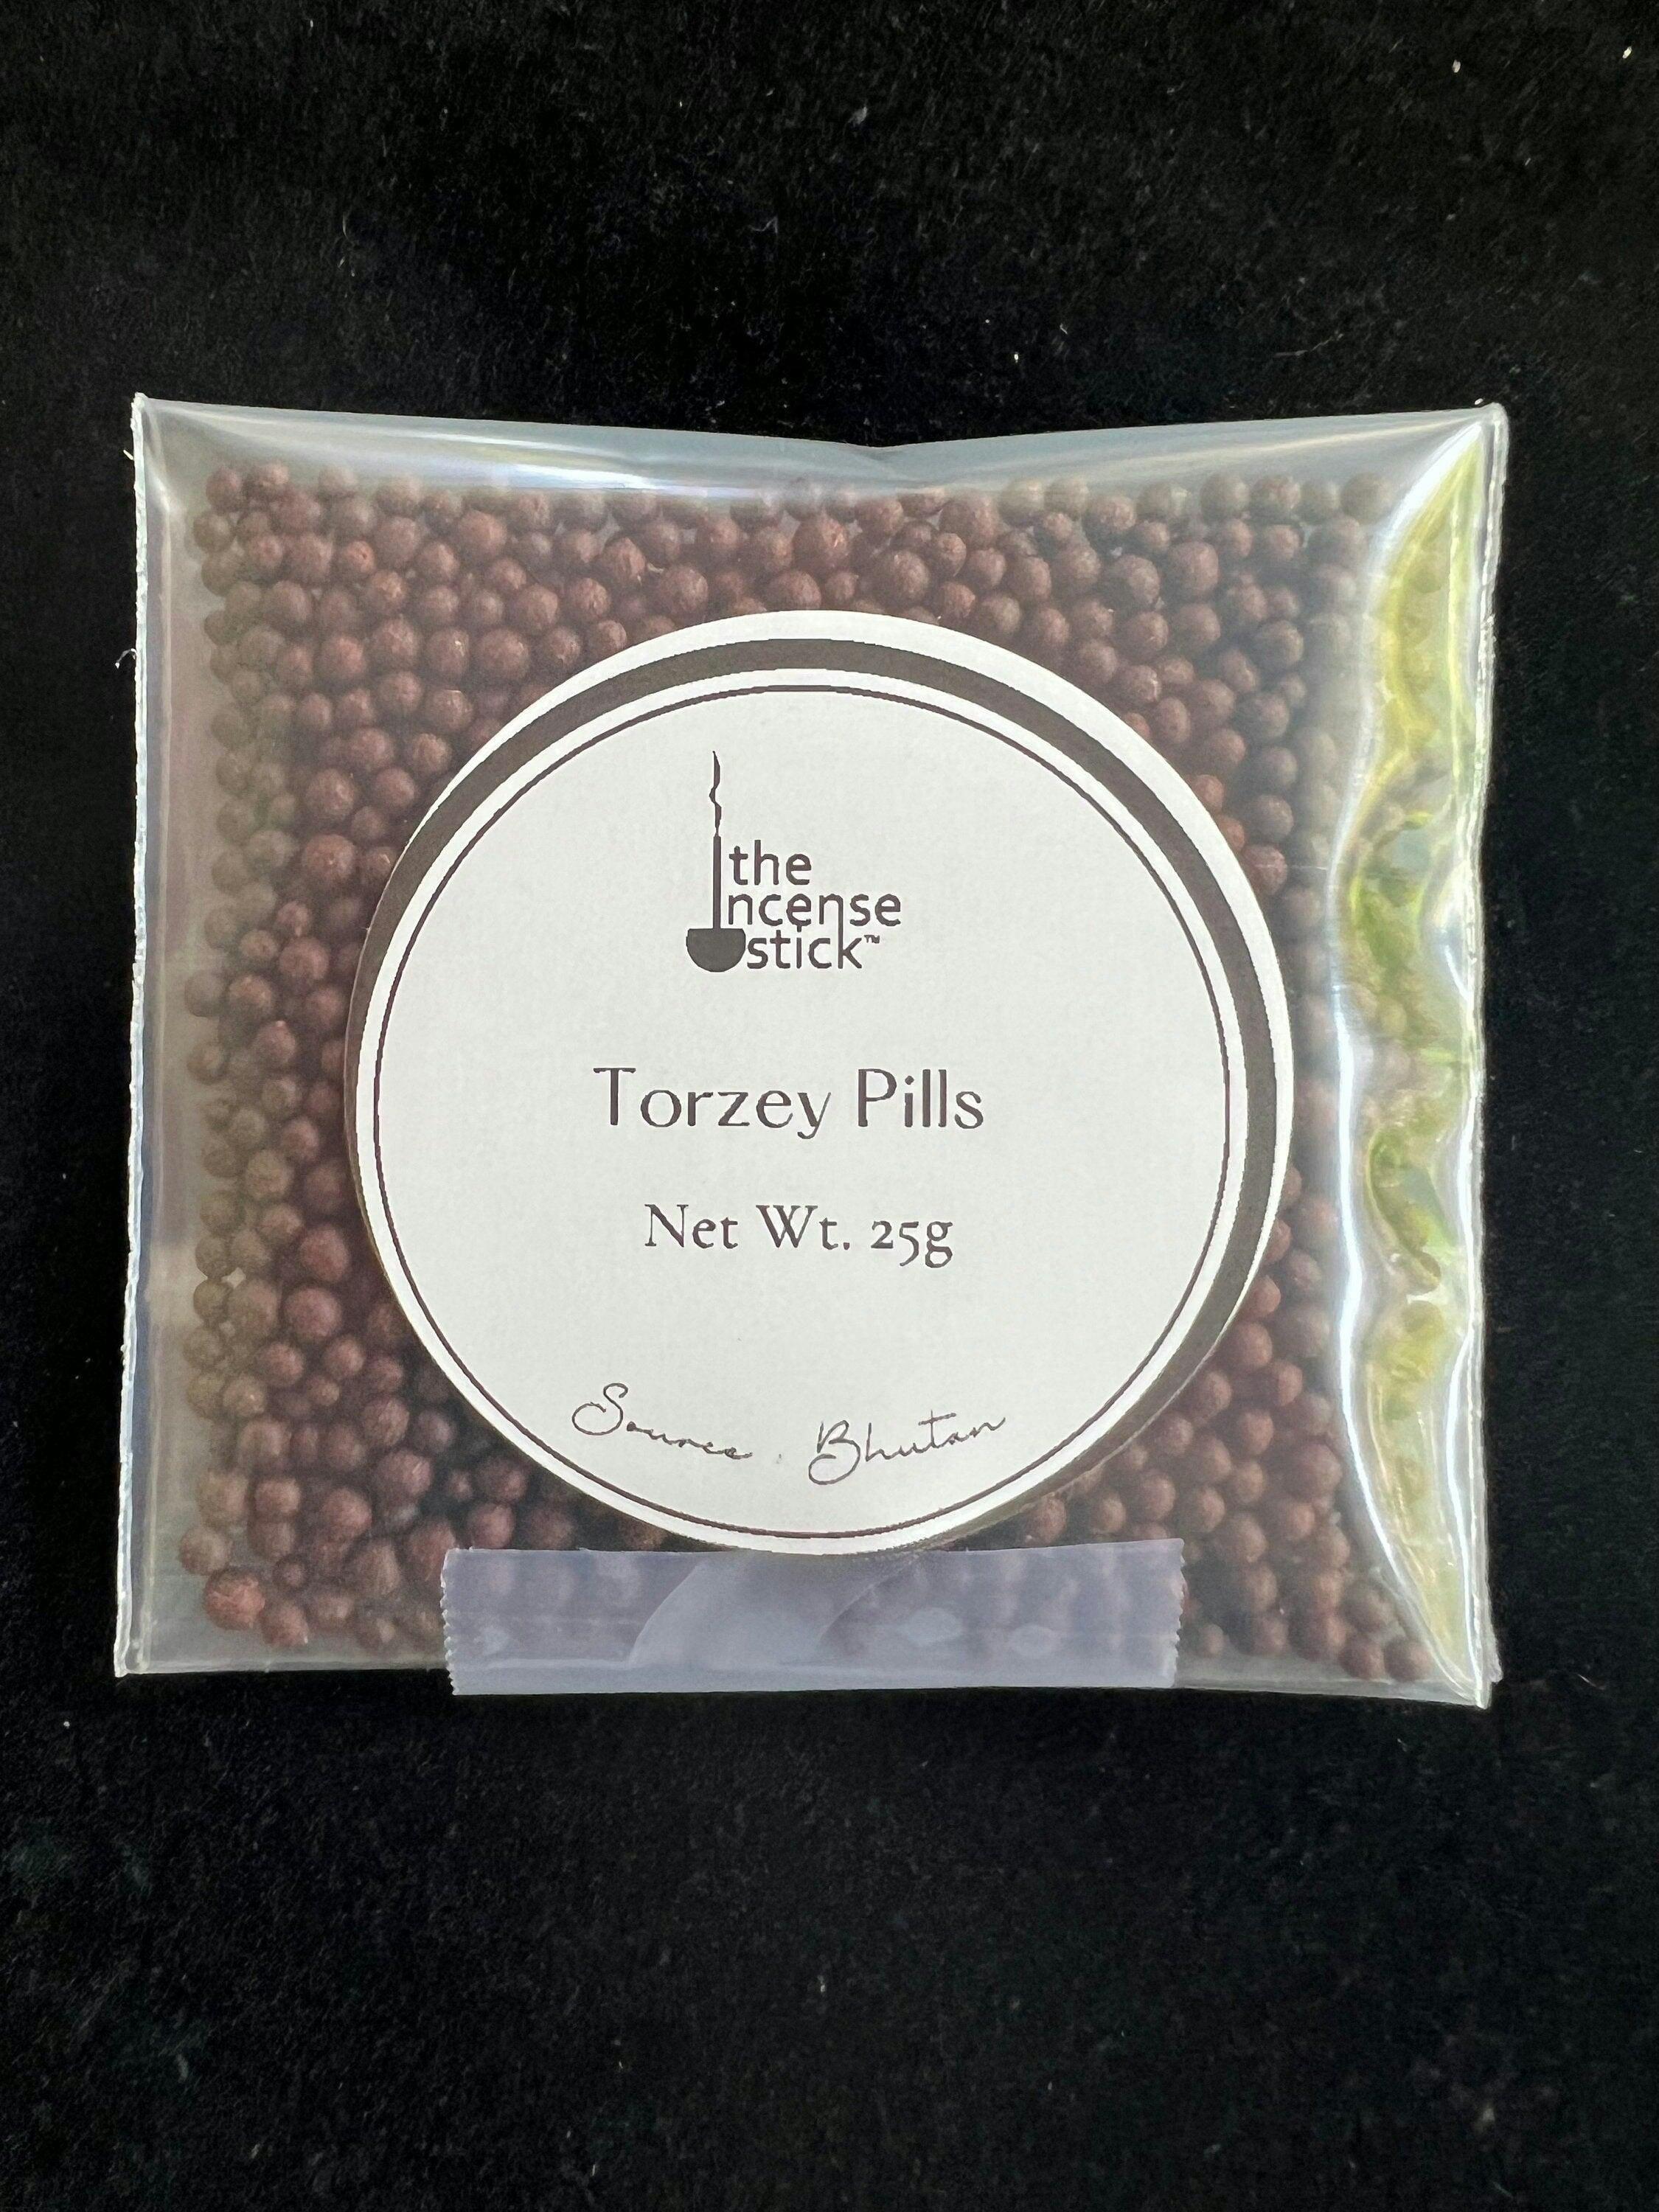 the
incense
stick™
Torzey Pills
Net Wt. 25g
Source. Bhutan